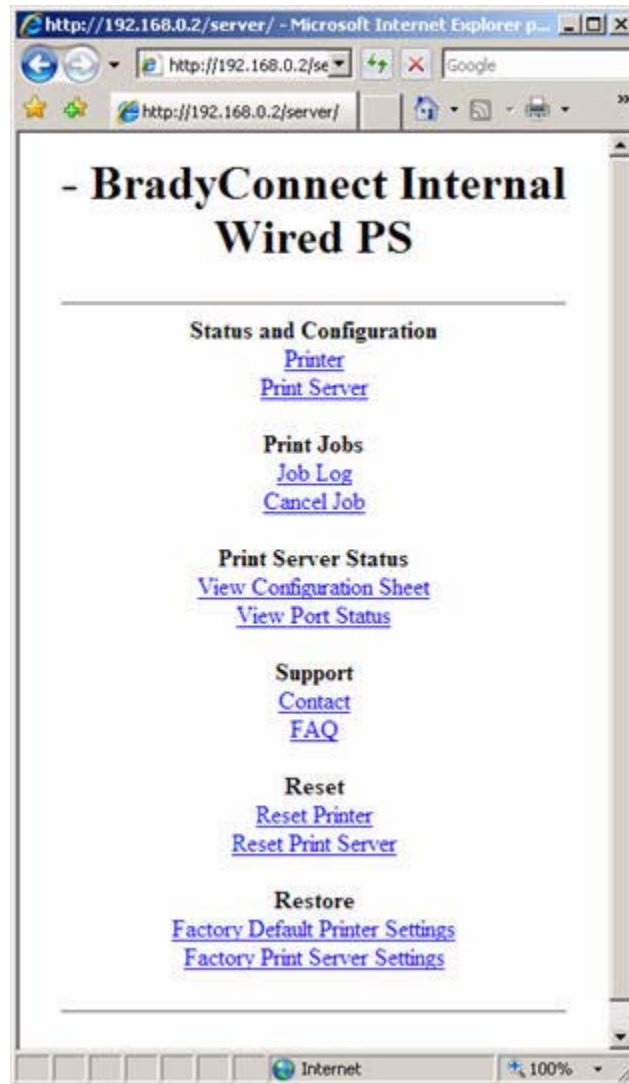 http://192.168.0.2/server/ - Microsoft Internet Explorer p...
http://192.168.0.2/se
Google
http://192.168.0.2/server/
- BradyConnect Internal
Wired PS
Status and Configuration
Printer
Print Server
Print Jobs
Job Log
Cancel Job
Print Server Status
View Configuration Sheet
View Port Status
Support
Contact
FAQ
Reset
Reset Printer
Reset Print Server
Restore
Factory Default Printer Settings
Factory Print Server Settings
Internet
100%